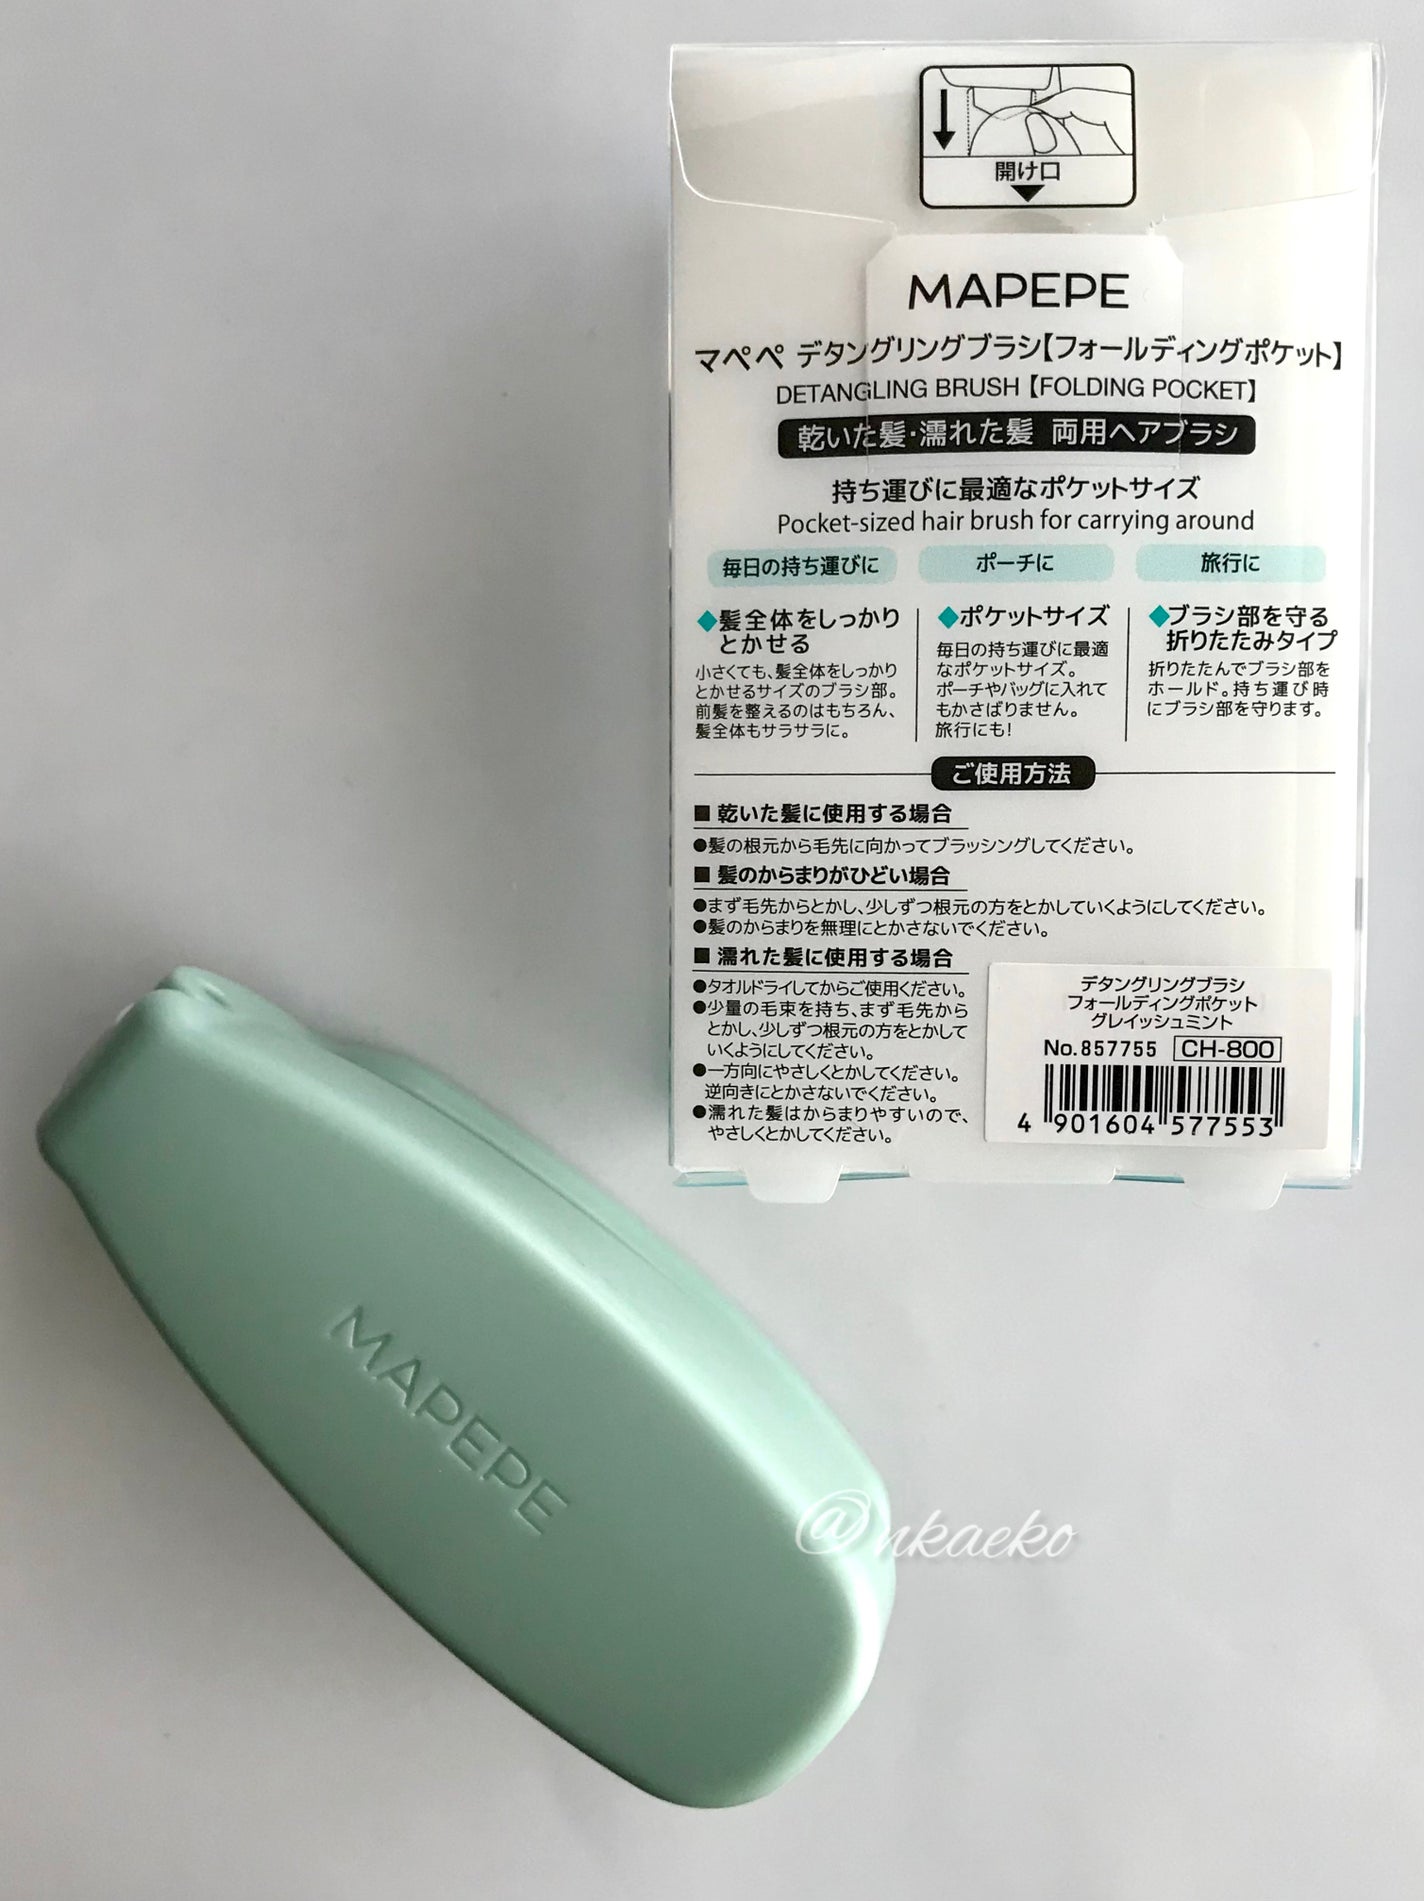 開け口
MAPEPE
マペペ デタングリングブラシ【フォールディングポケット】
DETANGLING BRUSH【FOLDING POCKET】
乾いた髪・濡れた髪 両用ヘアブラシ
持ち運びに最適なポケットサイズ
Pocket-sized hair brush for carrying around
毎日の持ち運びに
ポーチに
旅行に
◆髪全体をしっかり
とかせる
小さくても、髪全体をしっかり
とかせるサイズのブラシ部。
前髪を整えるのはもちろん、
髪全体もサラサラに。
◆ポケットサイズ
毎日の持ち運びに最適
なポケットサイズ。
ポーチやバッグに入れて
もかさばりません。
旅行にも!
◆ブラシ部を守る
折りたたみタイプ
折りたたんでブラシ部を
ホールド。持ち運び時
にブラシ部を守ります。
ご使用方法
■ 乾いた髪に使用する場合
●髪の根元から毛先に向かってブラッシングしてください。
■ 髪のからまりがひどい場合
●まず毛先からとかし、少しずつ根元の方をとかしていくようにしてください。
●髪のからまりを無理にとかさないでください。
■ 濡れた髪に使用する場合
●タオルドライしてからご使用ください。
●少量の毛束を持ち、まず毛先から
とかし、少しずつ根元の方をとかして
いくようにしてください。
●一方向にやさしくとかしてください。
逆向きにとかさないでください。
●濡れた髪はからまりやすいので、
やさしくとかしてください。
デタングリングブラシ
フォールディングポケット
グレイッシュミント
No.857755 CH-800
4 901604 577553
MAPEPE
@nkaeko